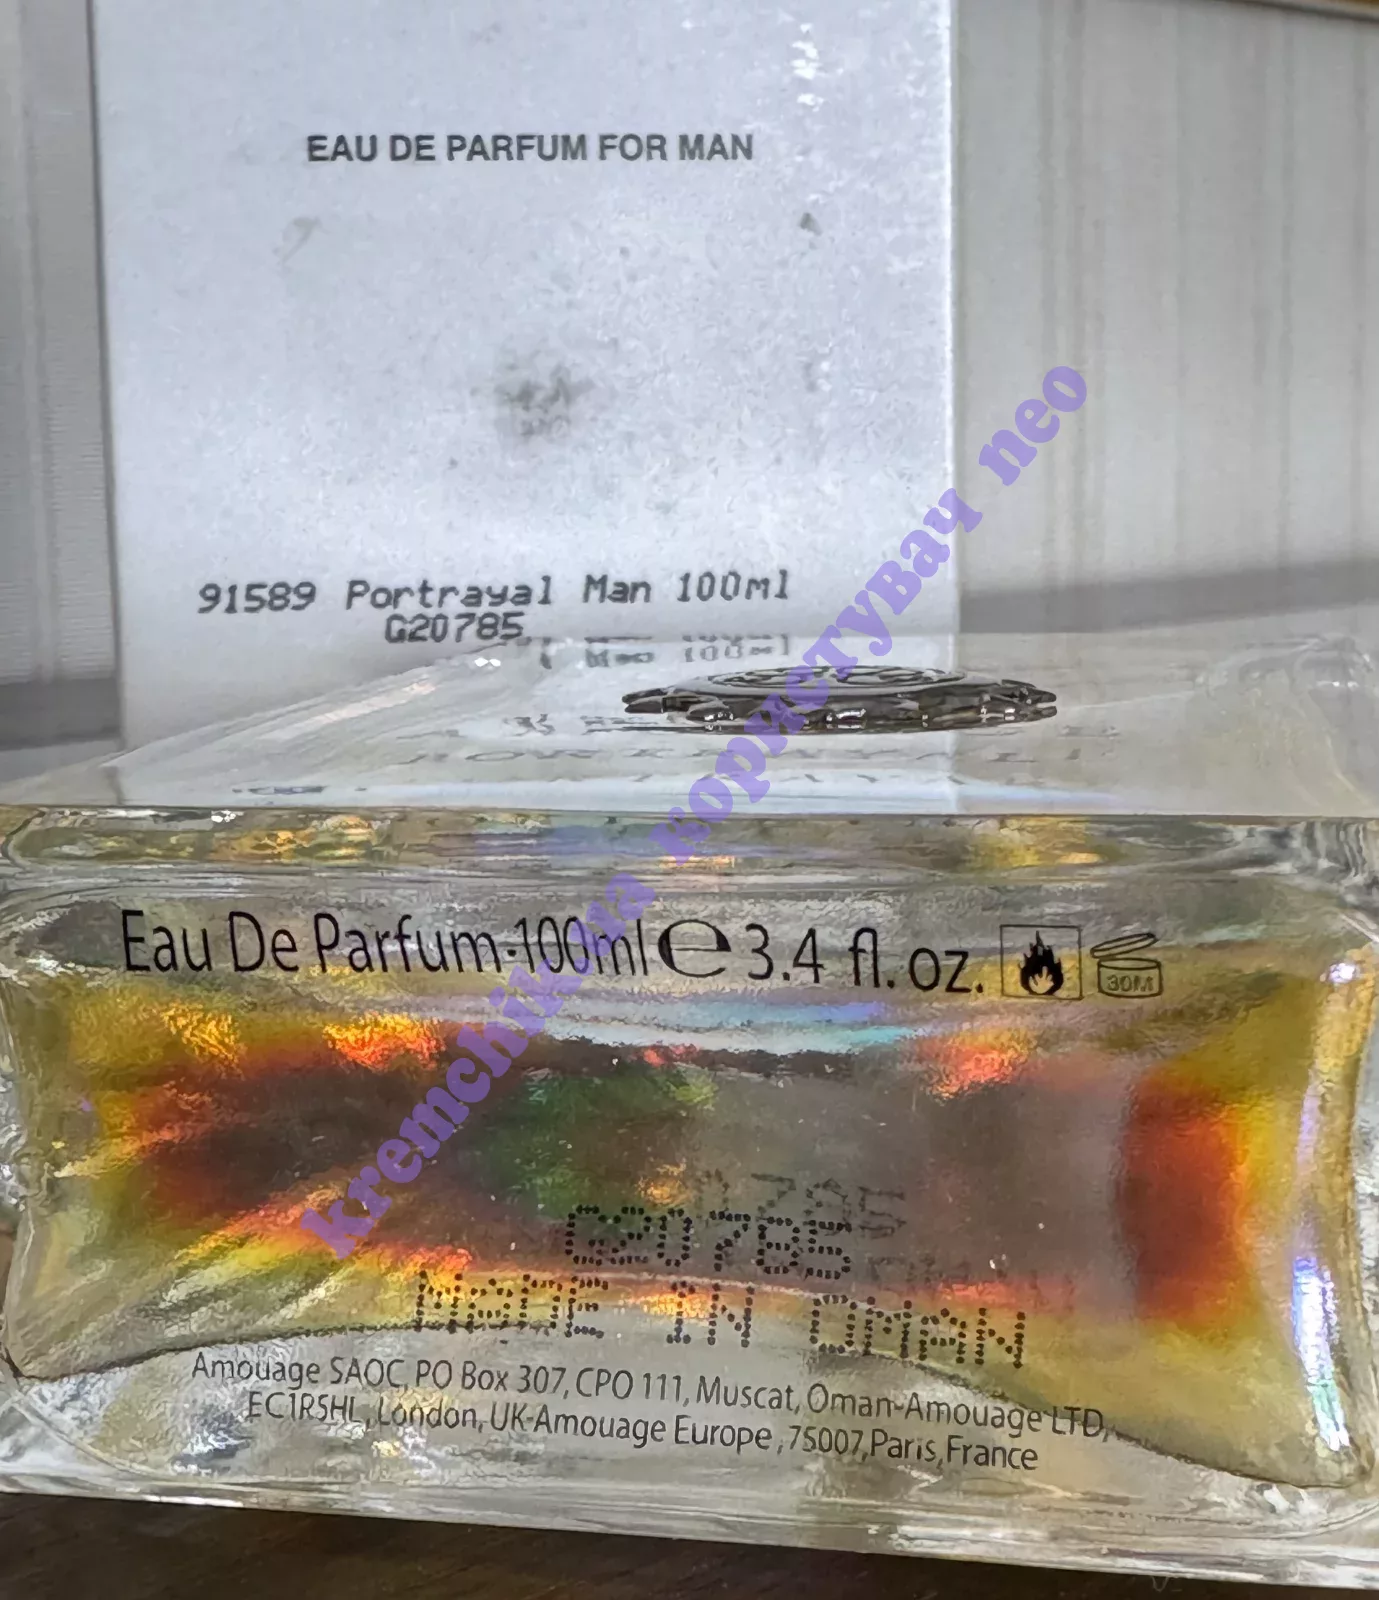 EAU DE PARFUM FOR MAN
91589 Portrayal Man 100ml
G20785
Eau De Parfum-100ml e 3.4 fl. oz.
30M
G20785
MADE IN OMAN
Amouage SAOC, PO Box 307, CPO 111, Muscat, Oman-Amouage LTD,
EC1R5HL, London, UK-Amouage Europe, 75007, Paris, France
користувач neo